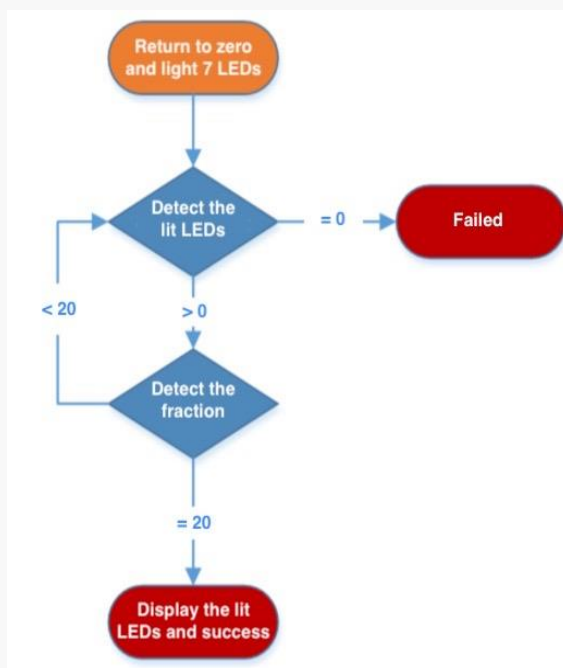 Return to zero
and light 7 LEDs
Detect the
lit LEDs
= 0
Failed
< 20
> 0
Detect the
fraction
= 20
Display the lit
LEDs and success